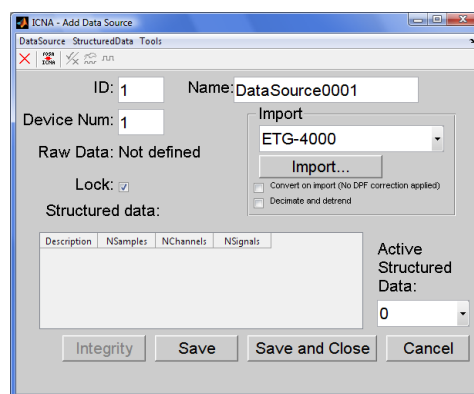 ICNA - Add Data Source
DataSource StructuredData Tools
ICNA
ID: 1 Name: DataSource0001
Device Num: 1
Import
ETG-4000
Raw Data: Not defined
Import...
Lock:
Convert on import (No DPF correction applied)
Decimate and detrend
Structured data:
Description NSamples NChannels NSignals
Active
Structured
Data:
0
Integrity Save Save and Close Cancel